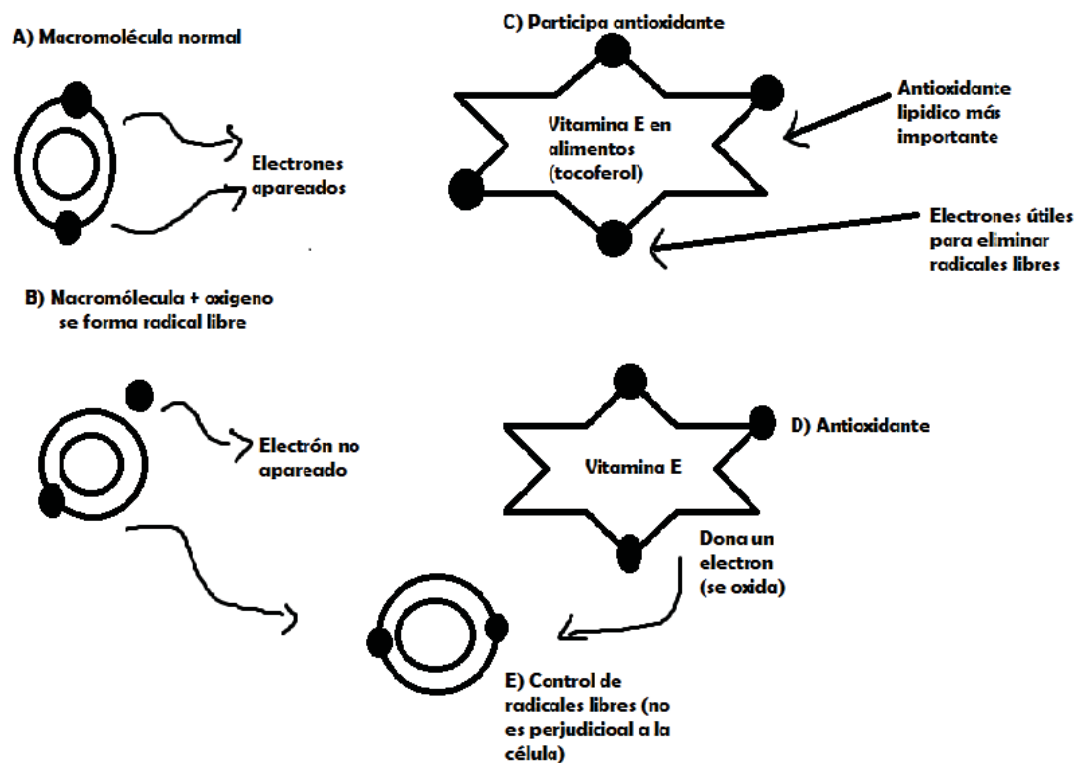 A) Macromolécula normal
Electrones
apareados
B) Nacromólecula + oxigeno
se forma radical libre
Electrón no
apareado
C) Participa antioxidante
Vitamina E en
alimentos
(tocoferol)
Antioxidante
lipidico más
importante
Electrones útiles
para eliminar
radicales libres
D) Antioxidante
Vitamina E
Dona un
electron
(se oxida)
E) Control de
radicales libres (no
es perjudicioal a la
célula)